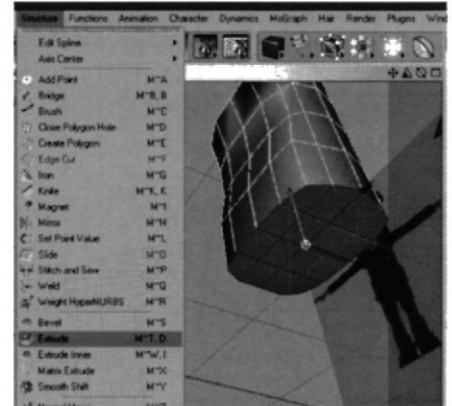 Structure Functions Animation Character Dynamics MoGraph Hair Render Plugins Wind
Edit Spline
Axis Center
Add Point M~A
Bridge M~B, B
Brush M~C
Close Polygon Hole M~D
Create Polygon M~E
Edge Cut M~F
Iron M~G
Knife M~K, K
Magnet M~I
Mirror M~H
Set Point Value M~L
Slide M~O
Stitch and Sew M~P
Weld M~Q
Weight HyperNURBS M~R
Bevel M~S
Extrude M~T, D
Extrude Inner M~W, I
Matrix Extrude M~X
Smooth Shift M~Y